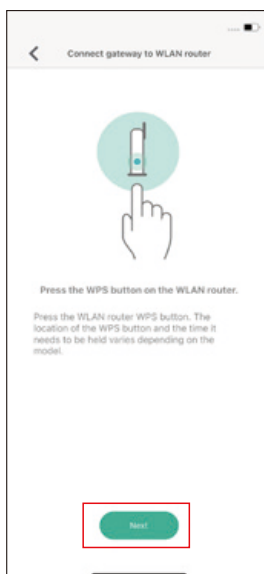 Connect gateway to WLAN router
Press the WPS button on the WLAN router.
Press the WLAN router WPS button. The
location of the WPS button and the time it
needs to be held varies depending on the
model.
Next